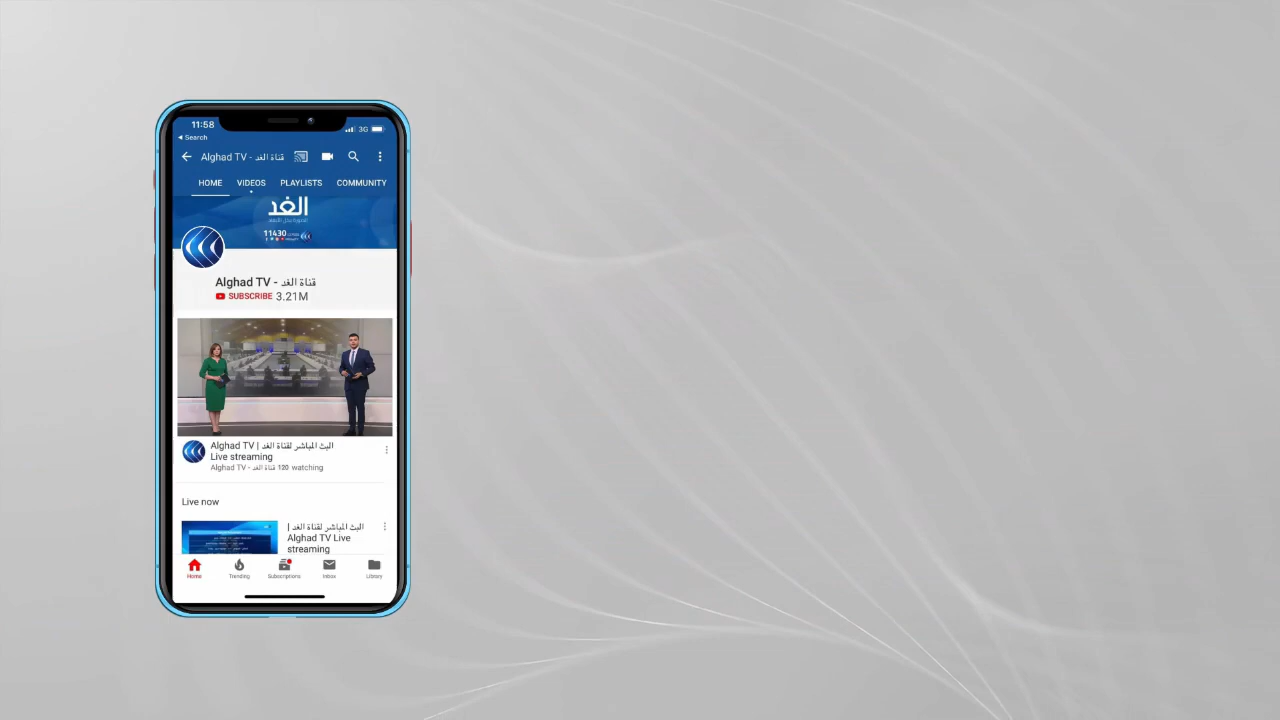 11:58
3G
Search
Alghad TV - قناة الغد
HOME VIDEOS PLAYLISTS COMMUNITY
الغد
11430
Alghad TV - قناة الغد
SUBSCRIBE 3.21M
Alghad TV | البث المباشر لقناة الغد
Live streaming
Alghad TV - قناة الغد 120 watching
Live now
البث المباشر لقناة الغد |
Alghad TV Live
streaming
Home Trending Subscriptions Inbox Library